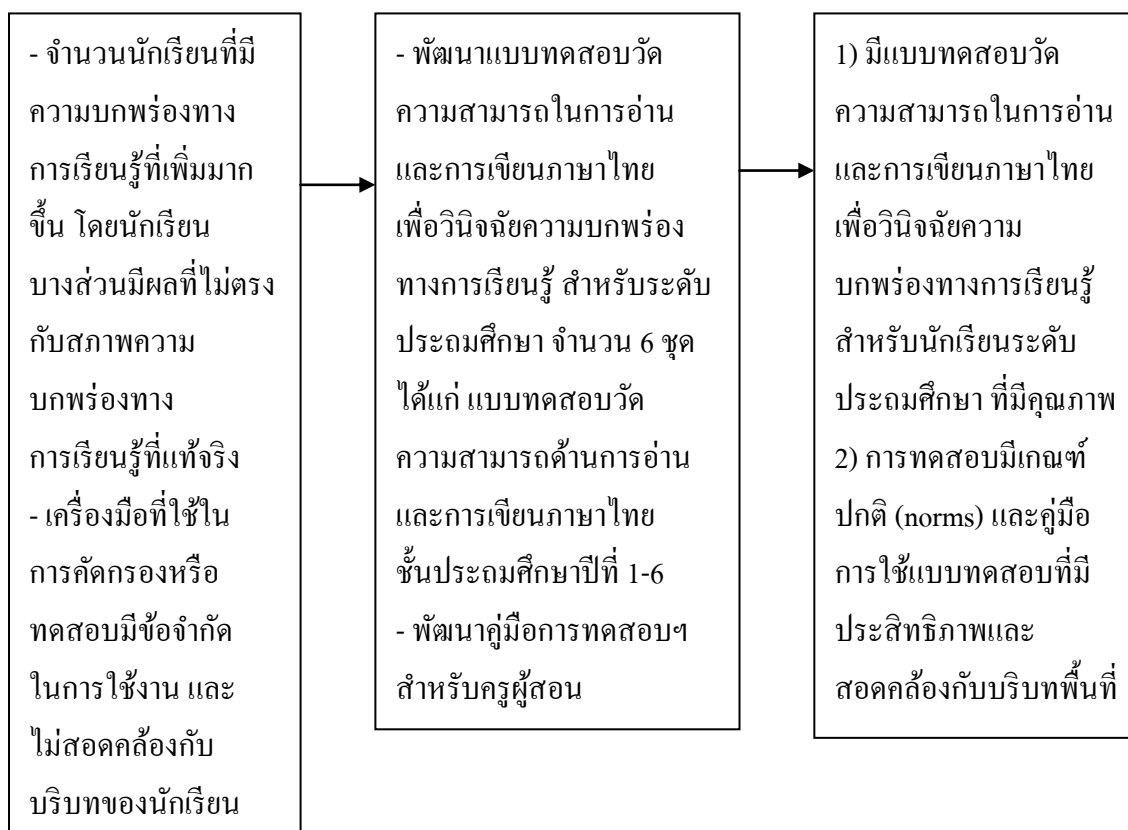 - จำนวนนักเรียนที่มี
ความบกพร่องทาง
การเรียนรู้ที่เพิ่มมาก
ขึ้น โดยนักเรียน
บางส่วนมีผลที่ไม่ตรง
กับสภาพความ
บกพร่องทาง
การเรียนรู้ที่แท้จริง
- เครื่องมือที่ใช้ใน
การคัดกรองหรือ
ทดสอบมีข้อจำกัด
ในการใช้งาน และ
ไม่สอดคล้องกับ
บริบทของนักเรียน
- พัฒนาแบบทดสอบวัด
ความสามารถในการอ่าน
และการเขียนภาษาไทย
เพื่อวินิจฉัยความบกพร่อง
ทางการเรียนรู้ สำหรับระดับ
ประถมศึกษา จำนวน 6 ชุด
ได้แก่ แบบทดสอบวัด
ความสามารถด้านการอ่าน
และการเขียนภาษาไทย
ชั้นประถมศึกษาปีที่ 1-6
- พัฒนาคู่มือการทดสอบฯ
สำหรับครูผู้สอน
1) มีแบบทดสอบวัด
ความสามารถในการอ่าน
และการเขียนภาษาไทย
เพื่อวินิจฉัยความ
บกพร่องทางการเรียนรู้
สำหรับนักเรียนระดับ
ประถมศึกษา ที่มีคุณภาพ
2) การทดสอบมีเกณฑ์
ปกติ (norms) และคู่มือ
การใช้แบบทดสอบที่มี
ประสิทธิภาพและ
สอดคล้องกับบริบทพื้นที่